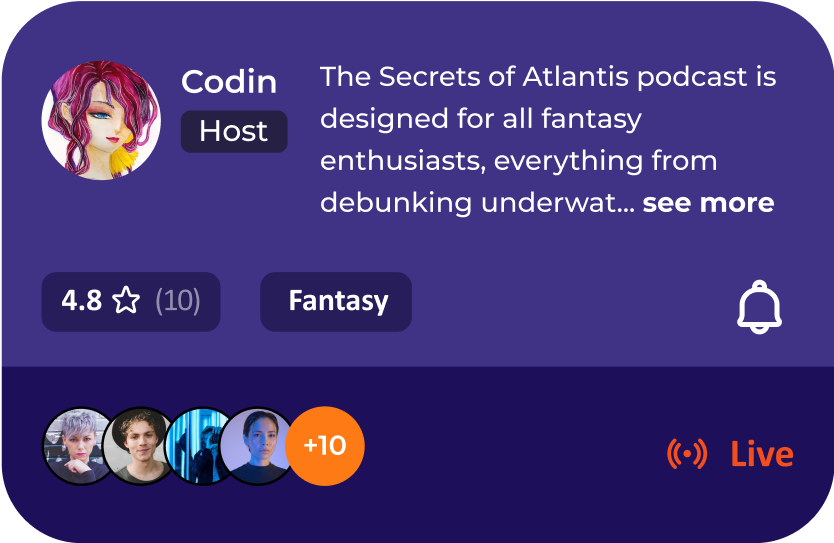 Codin
Host
The Secrets of Atlantis podcast is
designed for all fantasy
enthusiasts, everything from
debunking underwat... see more
4.8 (10)
Fantasy
+10
Live